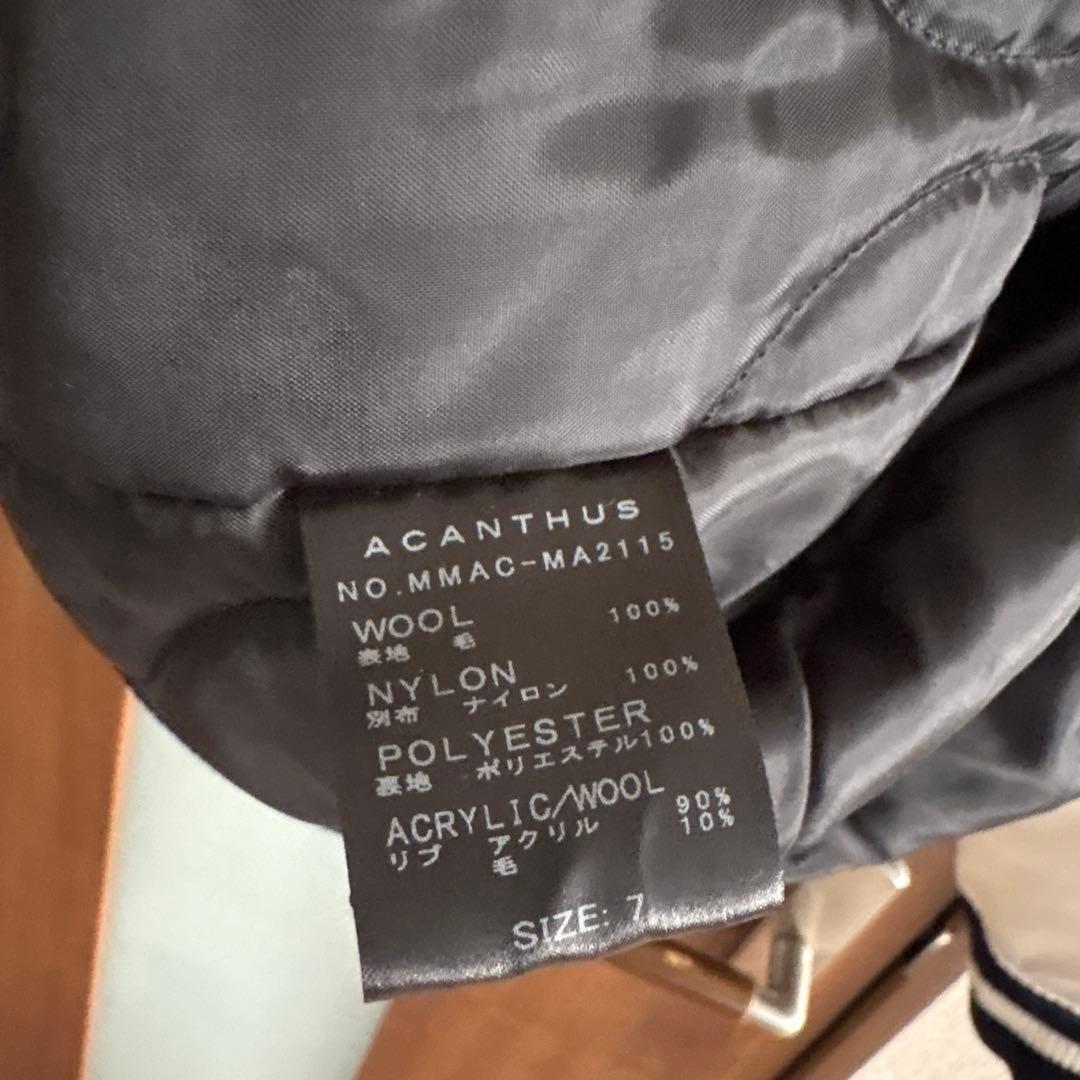 ACANTHUS
NO.MMAC-MA2115
WOOL 100%
表地 毛
NYLON 100%
別布 ナイロン
POLYESTER
裏地 ポリエステル100%
ACRYLIC/WOOL
リブ アクリル 90%
毛 10%
SIZE: 7